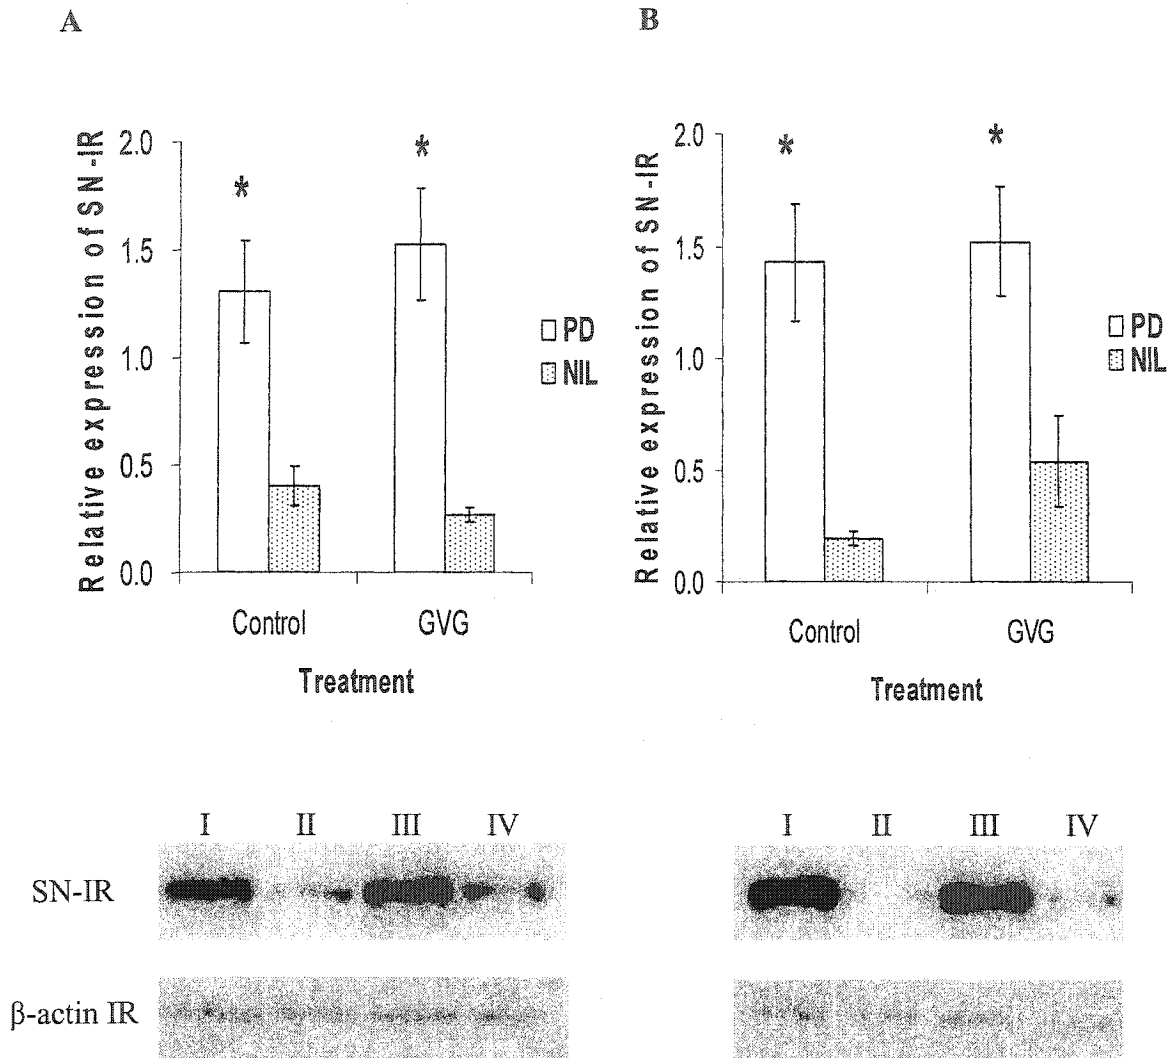 A
Relative expression of SN-IR
2.0
1.5
1.0
0.5
0.0
*
*
PD
NIL
Control
GVG
Treatment
B
Relative expression of SN-IR
2.0
1.5
1.0
0.5
0.0
*
*
PD
NIL
Control
GVG
Treatment
I II III IV
SN-IR
β-actin IR
I II III IV